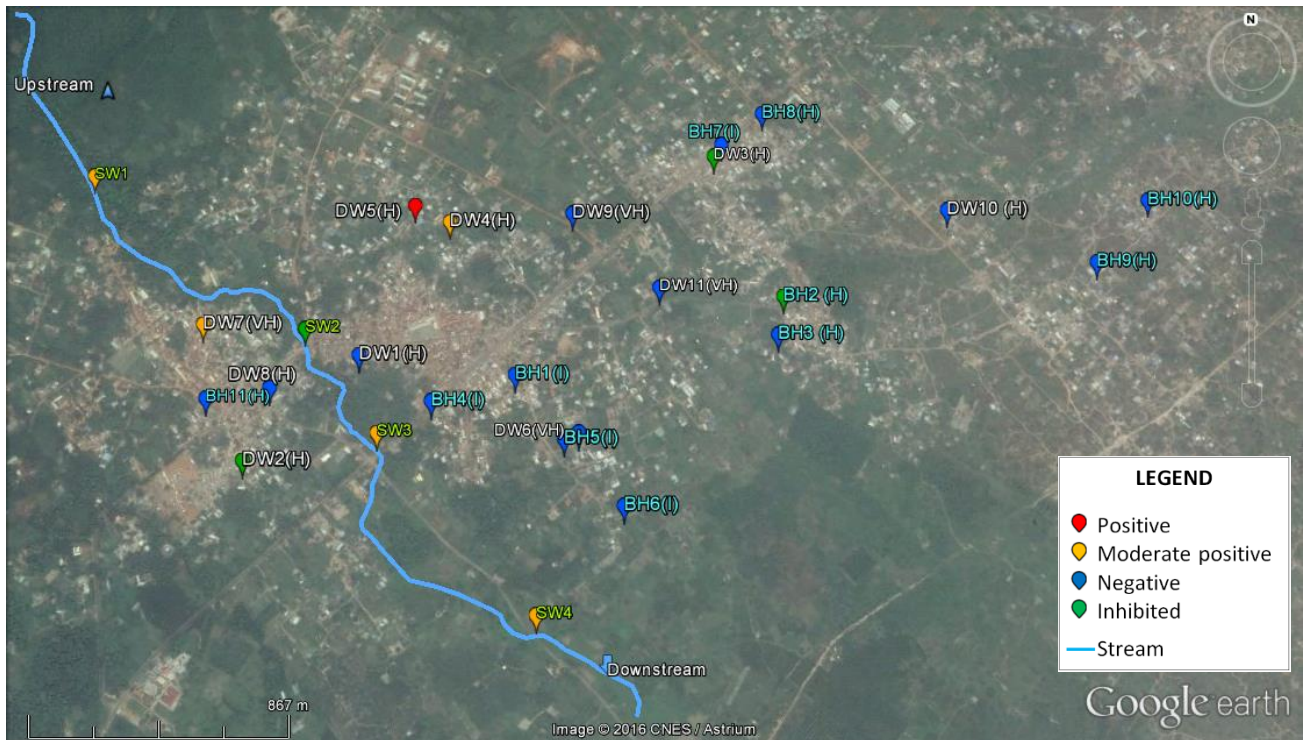 N
Upstream
BH8(H)
BH7(I)
DW3(H)
SW1
DW5(H)
DW4(H)
DW9(VH)
DW10 (H)
BH10(H)
BH9(H)
DW11(VH)
BH2 (H)
DW7(VH)
SW2
BH3 (H)
DW1(H)
DW8(H)
BH1(I)
BH11(H)
BH4(I)
SW3
DW6(VH)
BH5(I)
DW2(H)
BH6(I)
LEGEND
Positive
Moderate positive
Negative
Inhibited
Stream
SW4
Downstream
867 m
Google earth
Image © 2016 CNES / Astrium